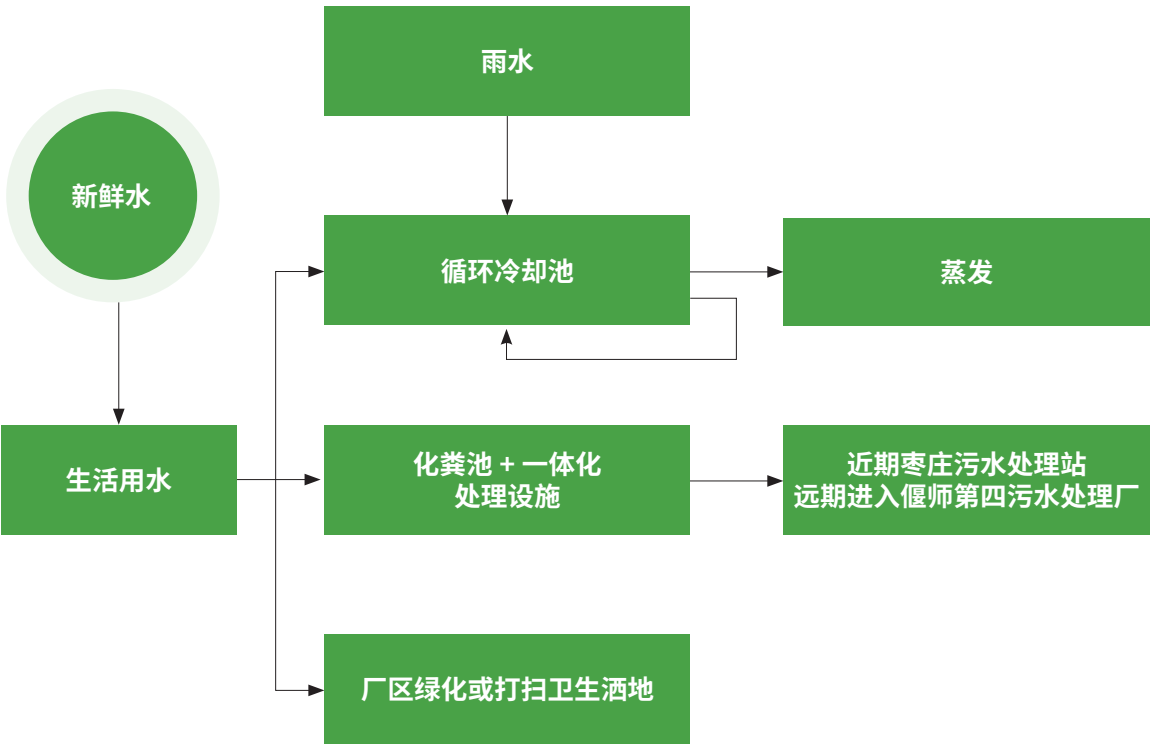 雨水
新鲜水
循环冷却池
蒸发
生活用水
化粪池 + 一体化
处理设施
近期枣庄污水处理站
远期进入偃师第四污水处理厂
厂区绿化或打扫卫生洒地